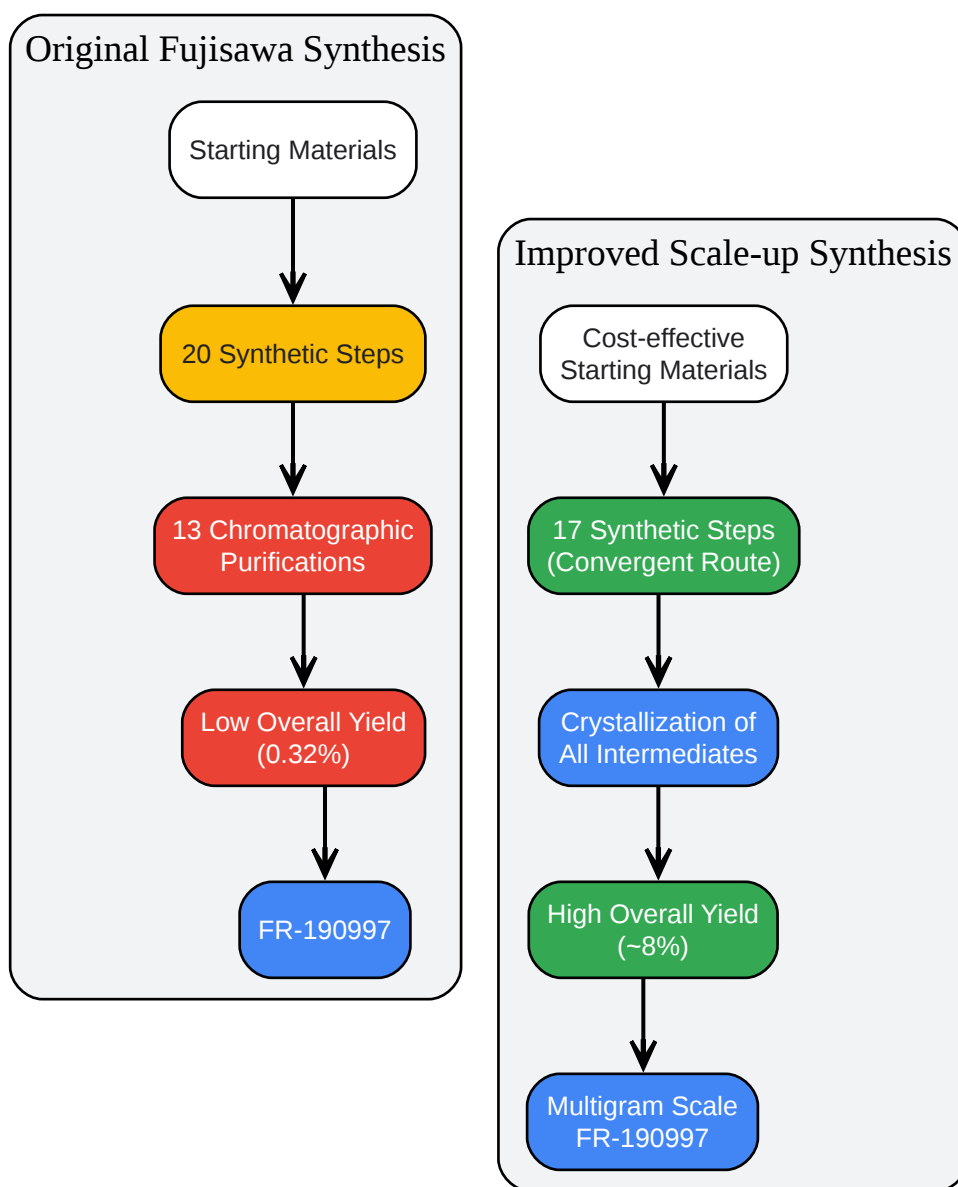 Original Fujisawa Synthesis
Starting Materials
20 Synthetic Steps
13 Chromatographic
Purifications
Low Overall Yield
(0.32%)
FR-190997
Improved Scale-up Synthesis
Cost-effective
Starting Materials
17 Synthetic Steps
(Convergent Route)
Crystallization of
All Intermediates
High Overall Yield
(~8%)
Multigram Scale
FR-190997